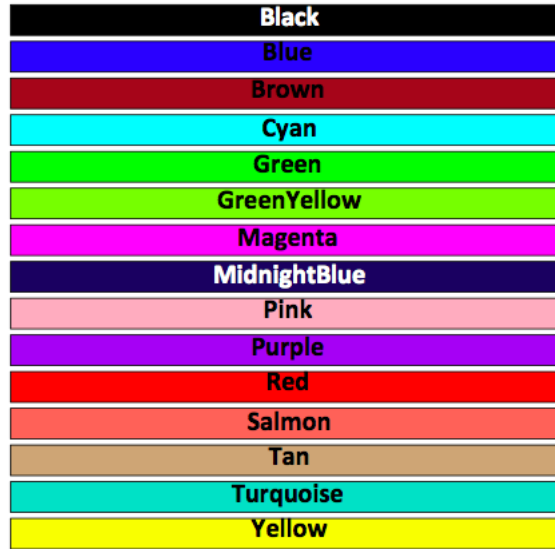 Black
Blue
Brown
Cyan
Green
GreenYellow
Magenta
MidnightBlue
Pink
Purple
Red
Salmon
Tan
Turquoise
Yellow